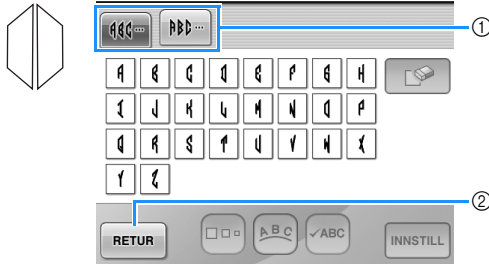 ABC ··· ABC ··· ①
A B C D E F G H
I J K L M N O P
Q R S T U V W X
Y Z
②
RETUR ABC ✓ABC INNSTILL